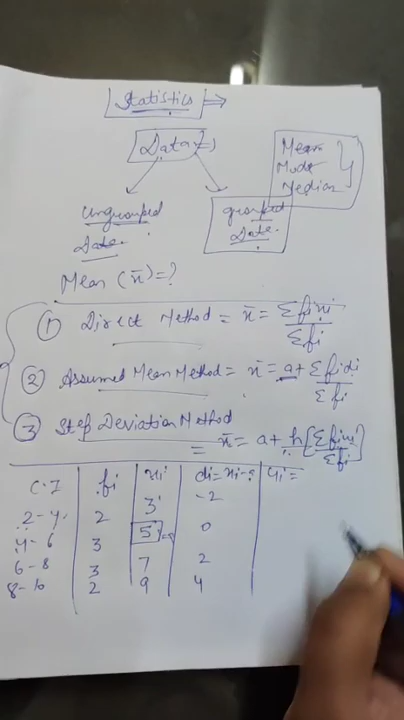 Statistics ⇒
Data ⇒
Mean
Mode
Median
Ungrouped
Data.
grouped
Data.
Mean (x̄) = ?
① Direct Method = x̄ = Σfixi / Σfi
② Assumed Mean Method = x̄ = a + Σfidi / Σfi
③ Step Deviation Method
= x̄ = a + h [Σfiui / Σfi]
C.I fi xi di = xi - a ui =
2-4 2 3 -2
4-6 3 5 = a 0
6-8 3 7 2
8-10 2 9 4